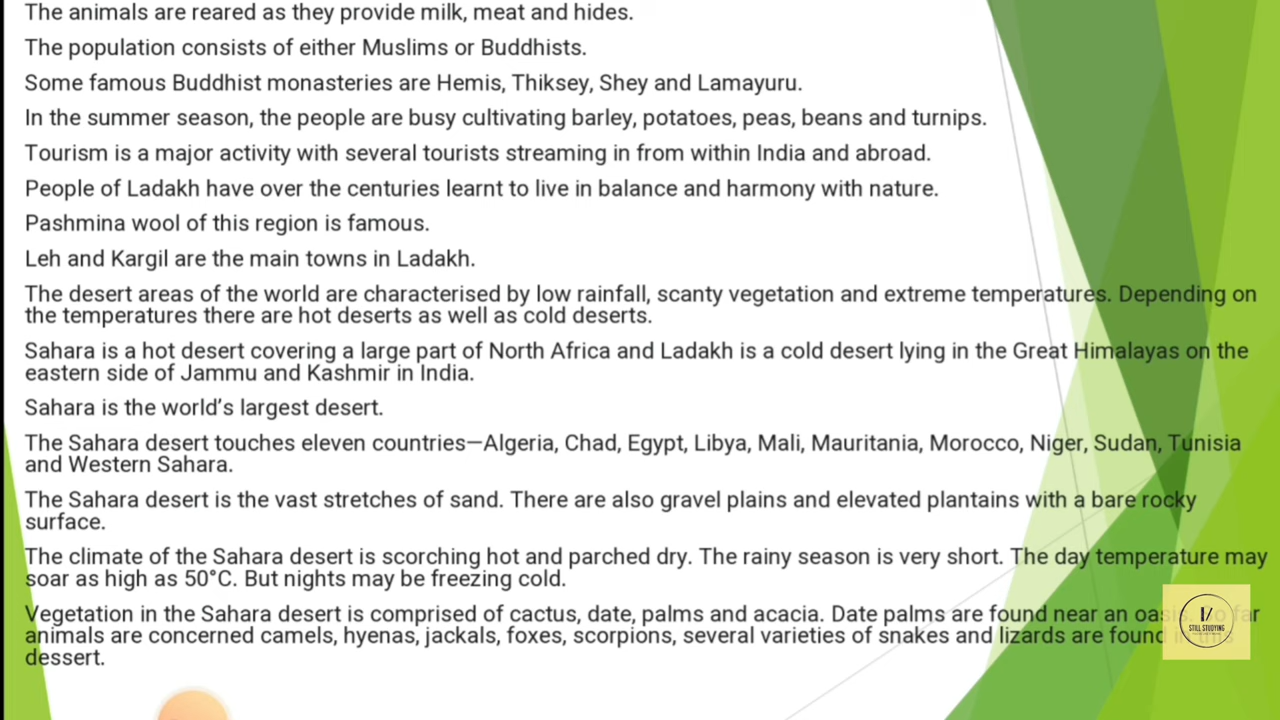 The animals are reared as they provide milk, meat and hides.
The population consists of either Muslims or Buddhists.
Some famous Buddhist monasteries are Hemis, Thiksey, Shey and Lamayuru.
In the summer season, the people are busy cultivating barley, potatoes, peas, beans and turnips.
Tourism is a major activity with several tourists streaming in from within India and abroad.
People of Ladakh have over the centuries learnt to live in balance and harmony with nature.
Pashmina wool of this region is famous.
Leh and Kargil are the main towns in Ladakh.
The desert areas of the world are characterised by low rainfall, scanty vegetation and extreme temperatures. Depending on
the temperatures there are hot deserts as well as cold deserts.
Sahara is a hot desert covering a large part of North Africa and Ladakh is a cold desert lying in the Great Himalayas on the
eastern side of Jammu and Kashmir in India.
Sahara is the world's largest desert.
The Sahara desert touches eleven countries—Algeria, Chad, Egypt, Libya, Mali, Mauritania, Morocco, Niger, Sudan, Tunisia
and Western Sahara.
The Sahara desert is the vast stretches of sand. There are also gravel plains and elevated plantains with a bare rocky
surface.
The climate of the Sahara desert is scorching hot and parched dry. The rainy season is very short. The day temperature may
soar as high as 50°C. But nights may be freezing cold.
Vegetation in the Sahara desert is comprised of cactus, date, palms and acacia. Date palms are found near an oasis. So far
animals are concerned camels, hyenas, jackals, foxes, scorpions, several varieties of snakes and lizards are found in this
dessert.
STILL STUDYING